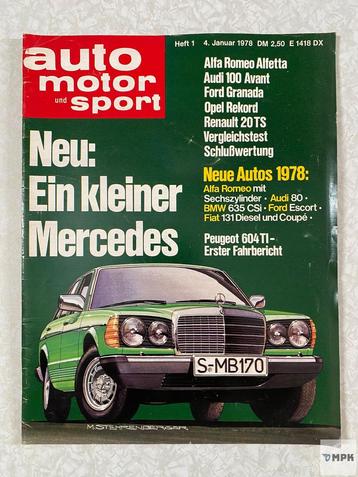 auto
motor
und sport
Heft 1 4. Januar 1978 DM 2,50 E 1418 DX
Alfa Romeo Alfetta
Audi 100 Avant
Ford Granada
Opel Rekord
Renault 20TS
Vergleichstest
Schlußwertung
Neu:
Ein kleiner
Mercedes
Neue Autos 1978:
Alfa Romeo mit
Sechszylinder · Audi 80 ·
BMW 635 CSi · Ford Escort ·
Fiat 131 Diesel und Coupé ·
Peugeot 604 TI-
Erster Fahrbericht
S-MB170
MPK